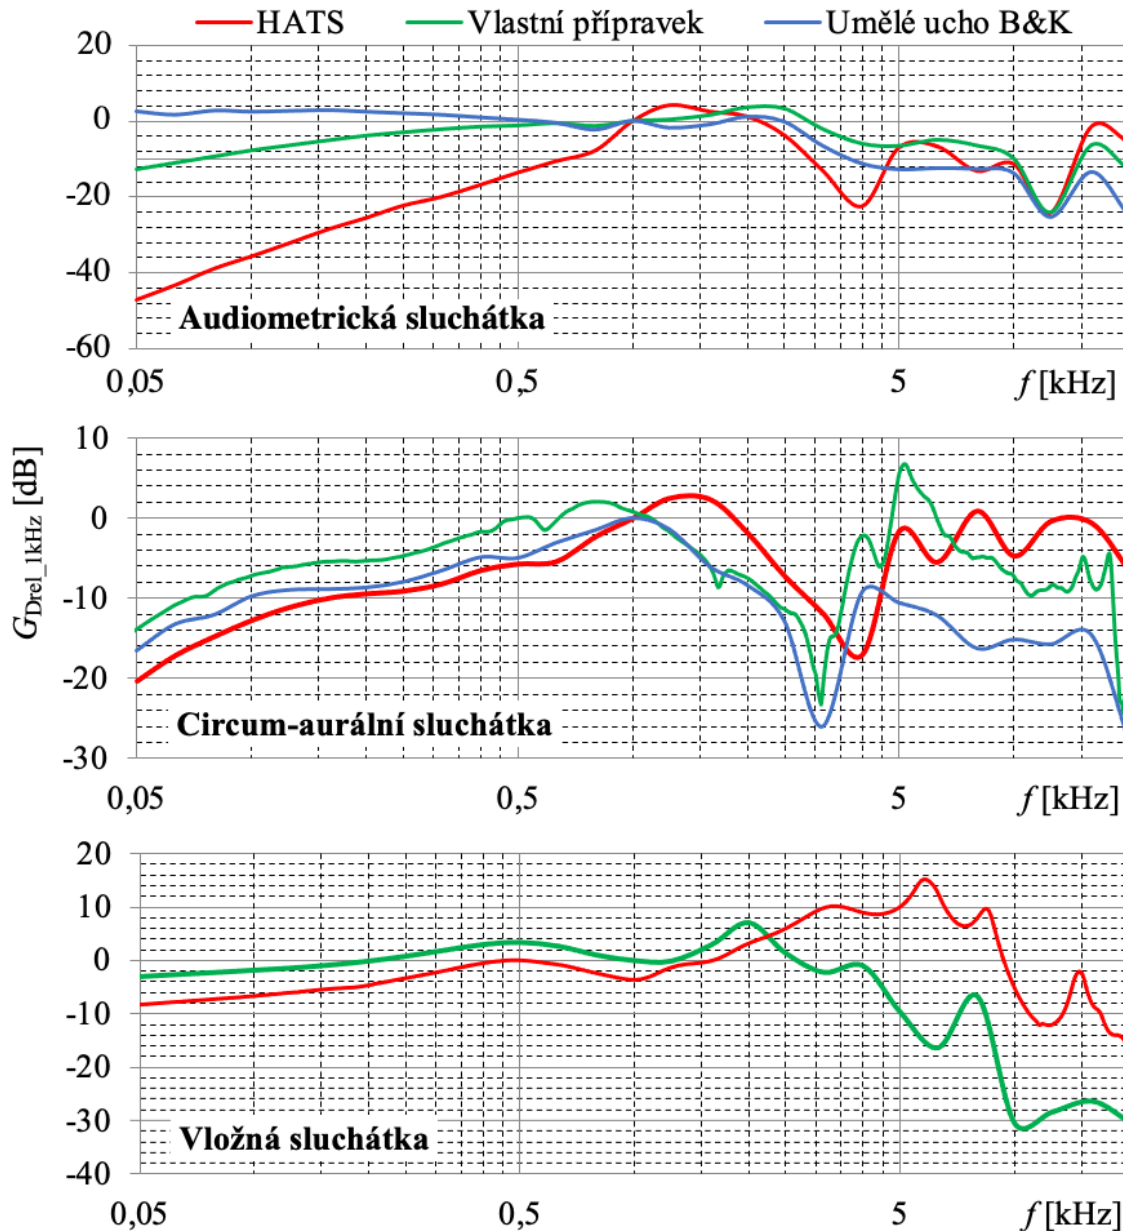 HATS Vlastní přípravek Umělé ucho B&K
20
0
-20
-40
-60
Audiometrická sluchátka
0,05 0,5 5 f [kHz]
G_Drel_1kHz [dB]
10
0
-10
-20
-30
Circum-aurální sluchátka
0,05 0,5 5 f [kHz]
20
10
0
-10
-20
-30
-40
Vložná sluchátka
0,05 0,5 5 f [kHz]